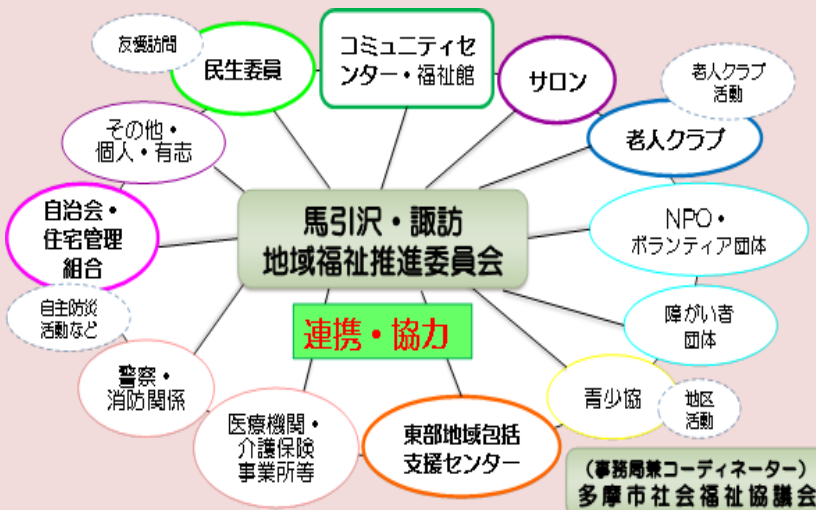 友愛訪問
民生委員
コミュニティセ
ンター・福祉館
サロン
老人クラブ
活動
老人クラブ
その他・
個人・有志
自治会・
住宅管理
組合
馬引沢・諏訪
地域福祉推進委員会
NPO・
ボランティア団体
自主防災
活動など
連携・協力
障がい者
団体
警察・
消防関係
青少協
地区
活動
医療機関・
介護保険
事業所等
東部地域包括
支援センター
（事務局兼コーディネーター）
多摩市社会福祉協議会